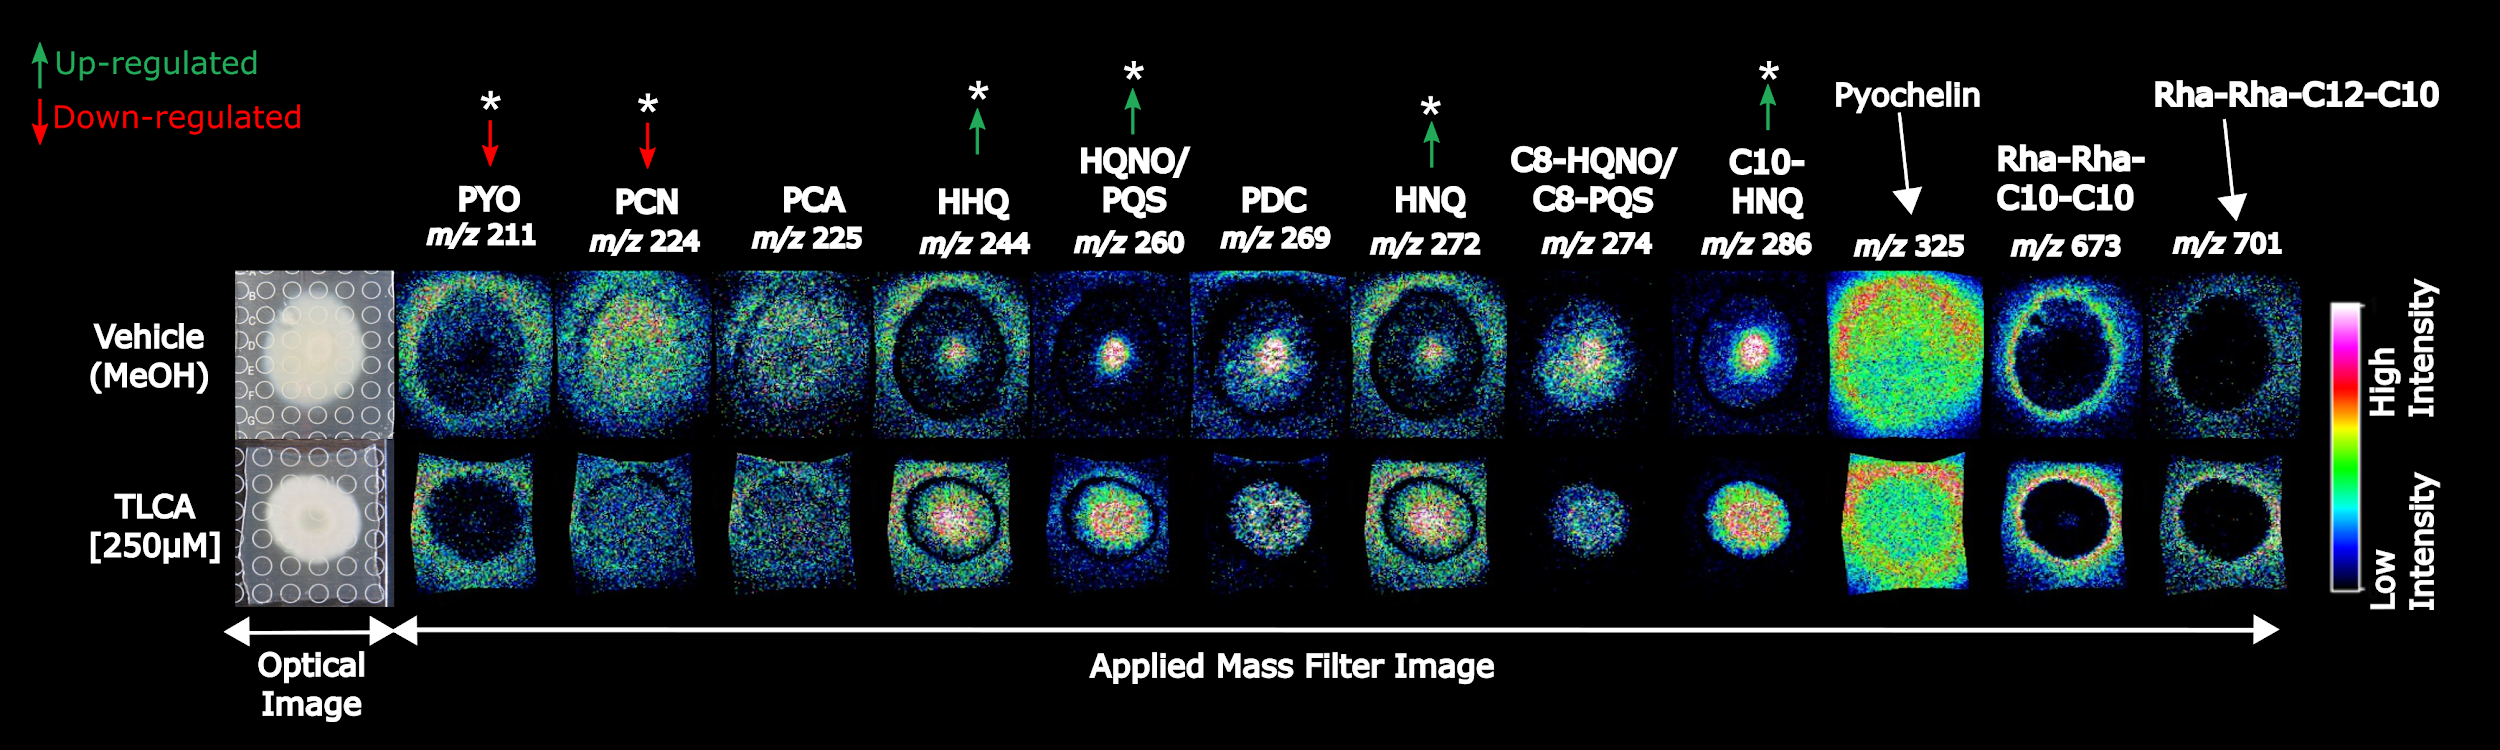 Up-regulated
Down-regulated
* * * * * *
PYO
m/z 211
PCN
m/z 224
PCA
m/z 225
HHQ
m/z 244
HQNO/
PQS
m/z 260
PDC
m/z 269
HNQ
m/z 272
C8-HQNO/
C8-PQS
m/z 274
C10-
HNQ
m/z 286
Pyochelin
m/z 325
Rha-Rha-
C10-C10
m/z 673
Rha-Rha-C12-C10
m/z 701
Vehicle
(MeOH)
B
C
D
E
F
G
TLCA
[250µM]
High
Intensity
Low
Intensity
Optical
Image
Applied Mass Filter Image